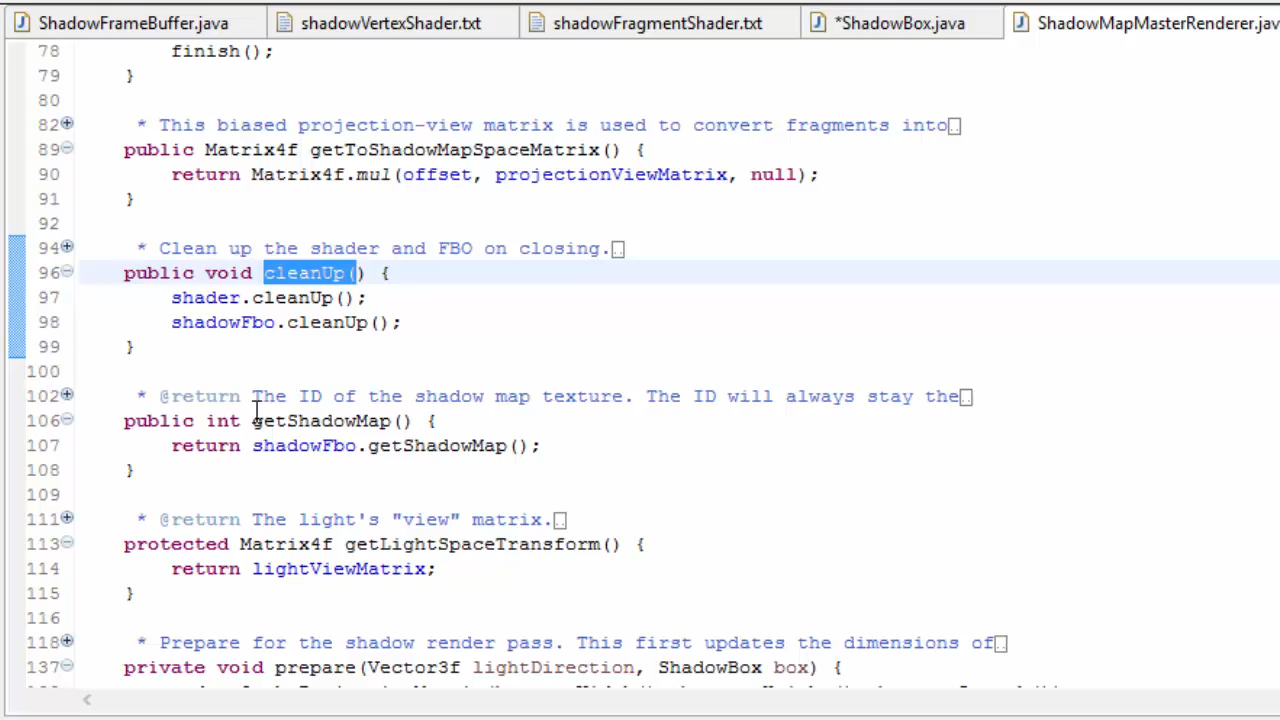 ShadowFrameBuffer.java shadowVertexShader.txt shadowFragmentShader.txt *ShadowBox.java ShadowMapMasterRenderer.jav
78 finish();
79 }
80
82 * This biased projection-view matrix is used to convert fragments into
89 public Matrix4f getToShadowMapSpaceMatrix() {
90 return Matrix4f.mul(offset, projectionViewMatrix, null);
91 }
92
94 * Clean up the shader and FBO on closing.
96 public void cleanUp() {
97 shader.cleanUp();
98 shadowFbo.cleanUp();
99 }
100
102 * @return The ID of the shadow map texture. The ID will always stay the
106 public int getShadowMap() {
107 return shadowFbo.getShadowMap();
108 }
109
111 * @return The light's "view" matrix.
113 protected Matrix4f getLightSpaceTransform() {
114 return lightViewMatrix;
115 }
116
118 * Prepare for the shadow render pass. This first updates the dimensions of
137 private void prepare(Vector3f lightDirection, ShadowBox box) {